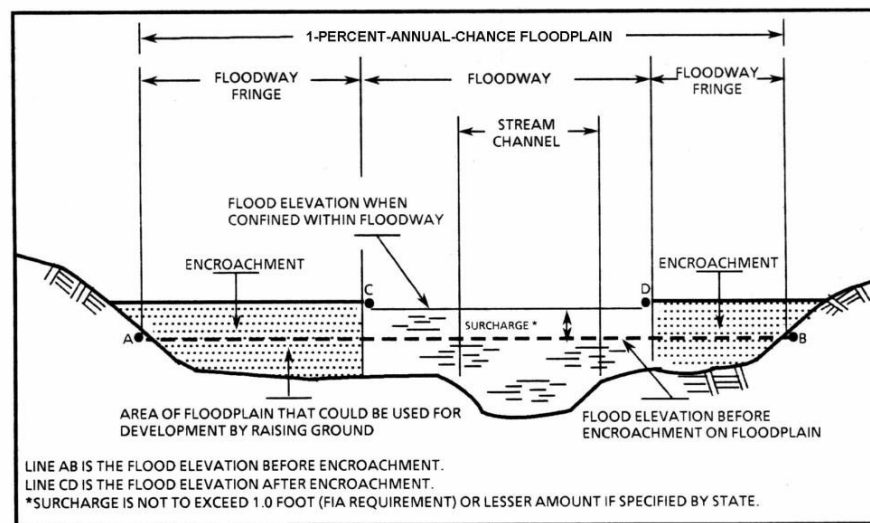 1-PERCENT-ANNUAL-CHANCE FLOODPLAIN
FLOODWAY
FRINGE
FLOODWAY
FLOODWAY
FRINGE
STREAM
CHANNEL
FLOOD ELEVATION WHEN
CONFINED WITHIN FLOODWAY
ENCROACHMENT
ENCROACHMENT
C
D
SURCHARGE *
A
B
AREA OF FLOODPLAIN THAT COULD BE USED FOR
DEVELOPMENT BY RAISING GROUND
FLOOD ELEVATION BEFORE
ENCROACHMENT ON FLOODPLAIN
LINE AB IS THE FLOOD ELEVATION BEFORE ENCROACHMENT.
LINE CD IS THE FLOOD ELEVATION AFTER ENCROACHMENT.
*SURCHARGE IS NOT TO EXCEED 1.0 FOOT (FIA REQUIREMENT) OR LESSER AMOUNT IF SPECIFIED BY STATE.